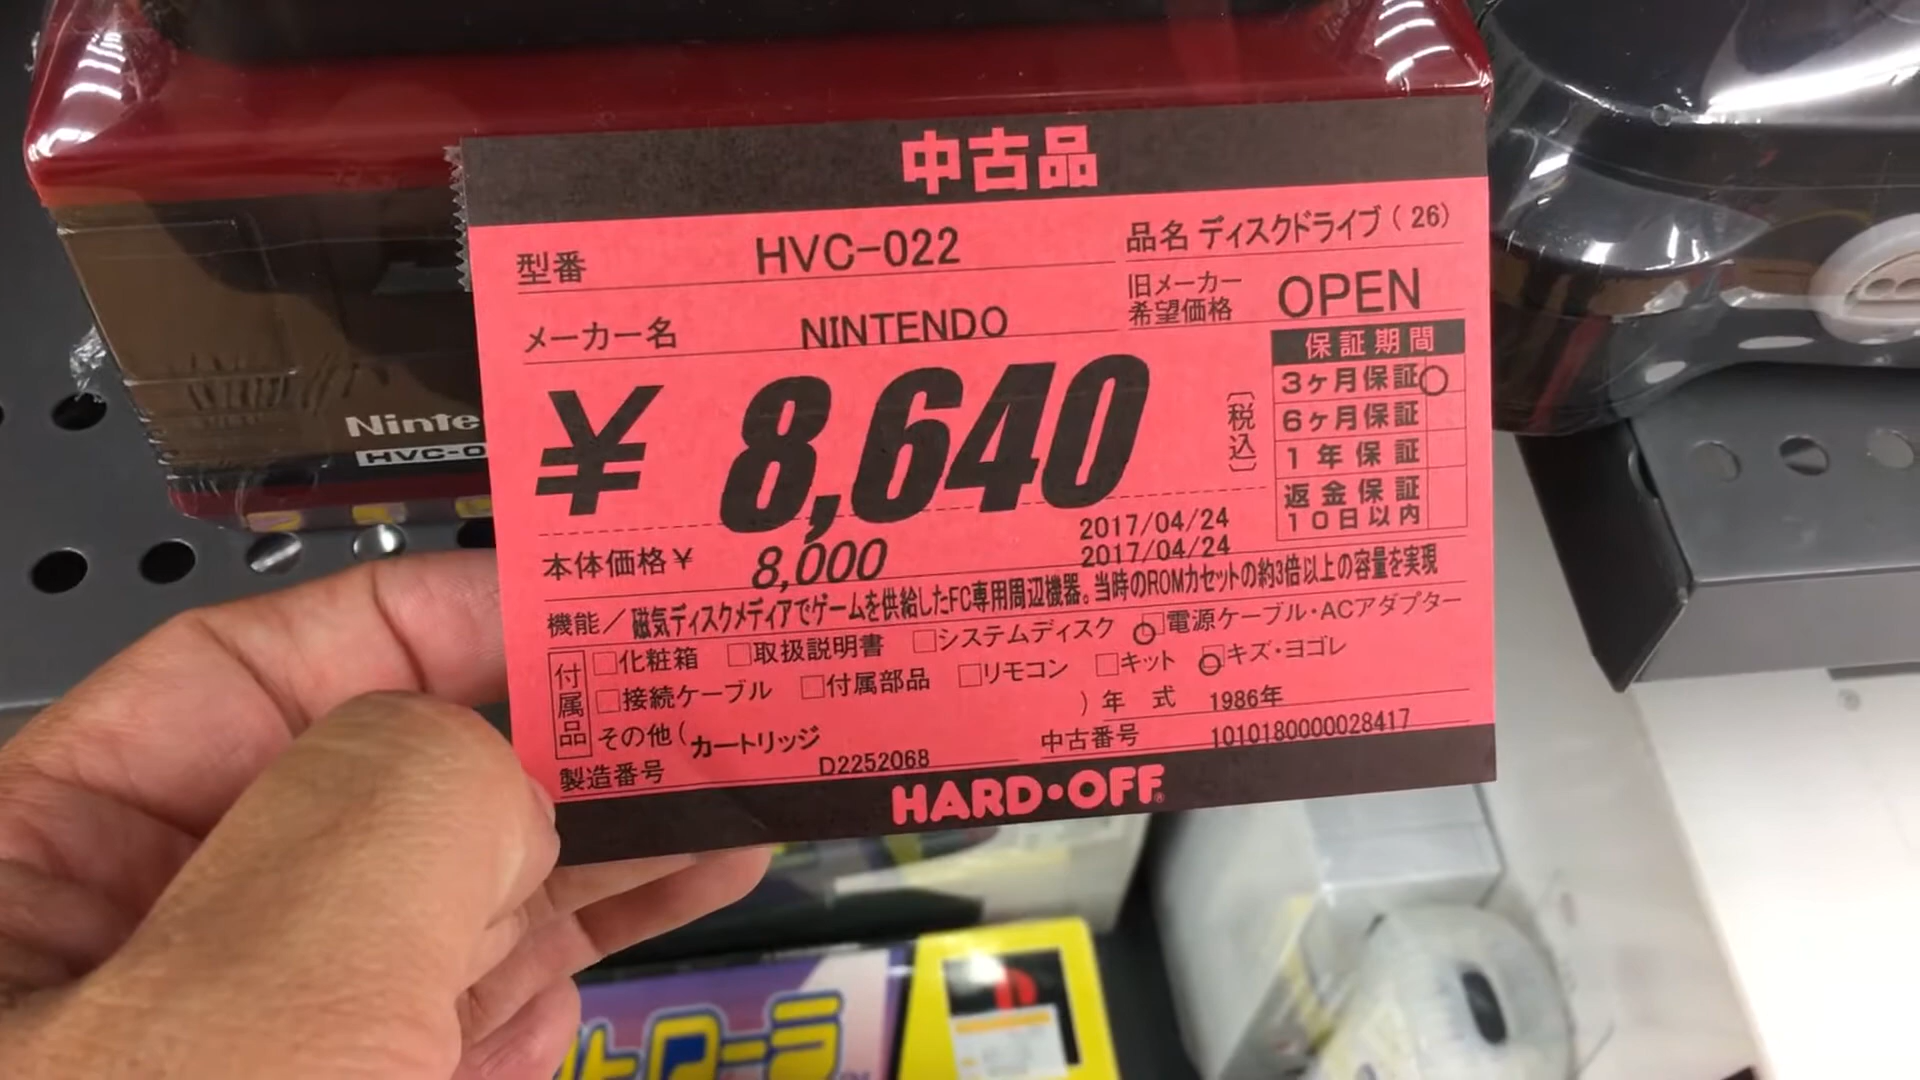 中古品
型番 HVC-022
品名 ディスクドライブ ( 26)
メーカー名 NINTENDO
旧メーカー希望価格 OPEN
¥ 8,640 〔税込〕
保証期間
3ヶ月保証 ○
6ヶ月保証
1年保証
返金保証
10日以内
本体価格¥ 8,000
2017/04/24
2017/04/24
機能／ 磁気ディスクメディアでゲームを供給したFC専用周辺機器。当時のROMカセットの約3倍以上の容量を実現
付属品
□化粧箱 □取扱説明書 □システムディスク ○□電源ケーブル・ACアダプター
□接続ケーブル □付属部品 □リモコン □キット ○□キズ・ヨゴレ
その他( カートリッジ ) 年式 1986年
製造番号 D2252068
中古番号 1010180000028417
HARD・OFF®
Ninte
HVC-0
トローラ